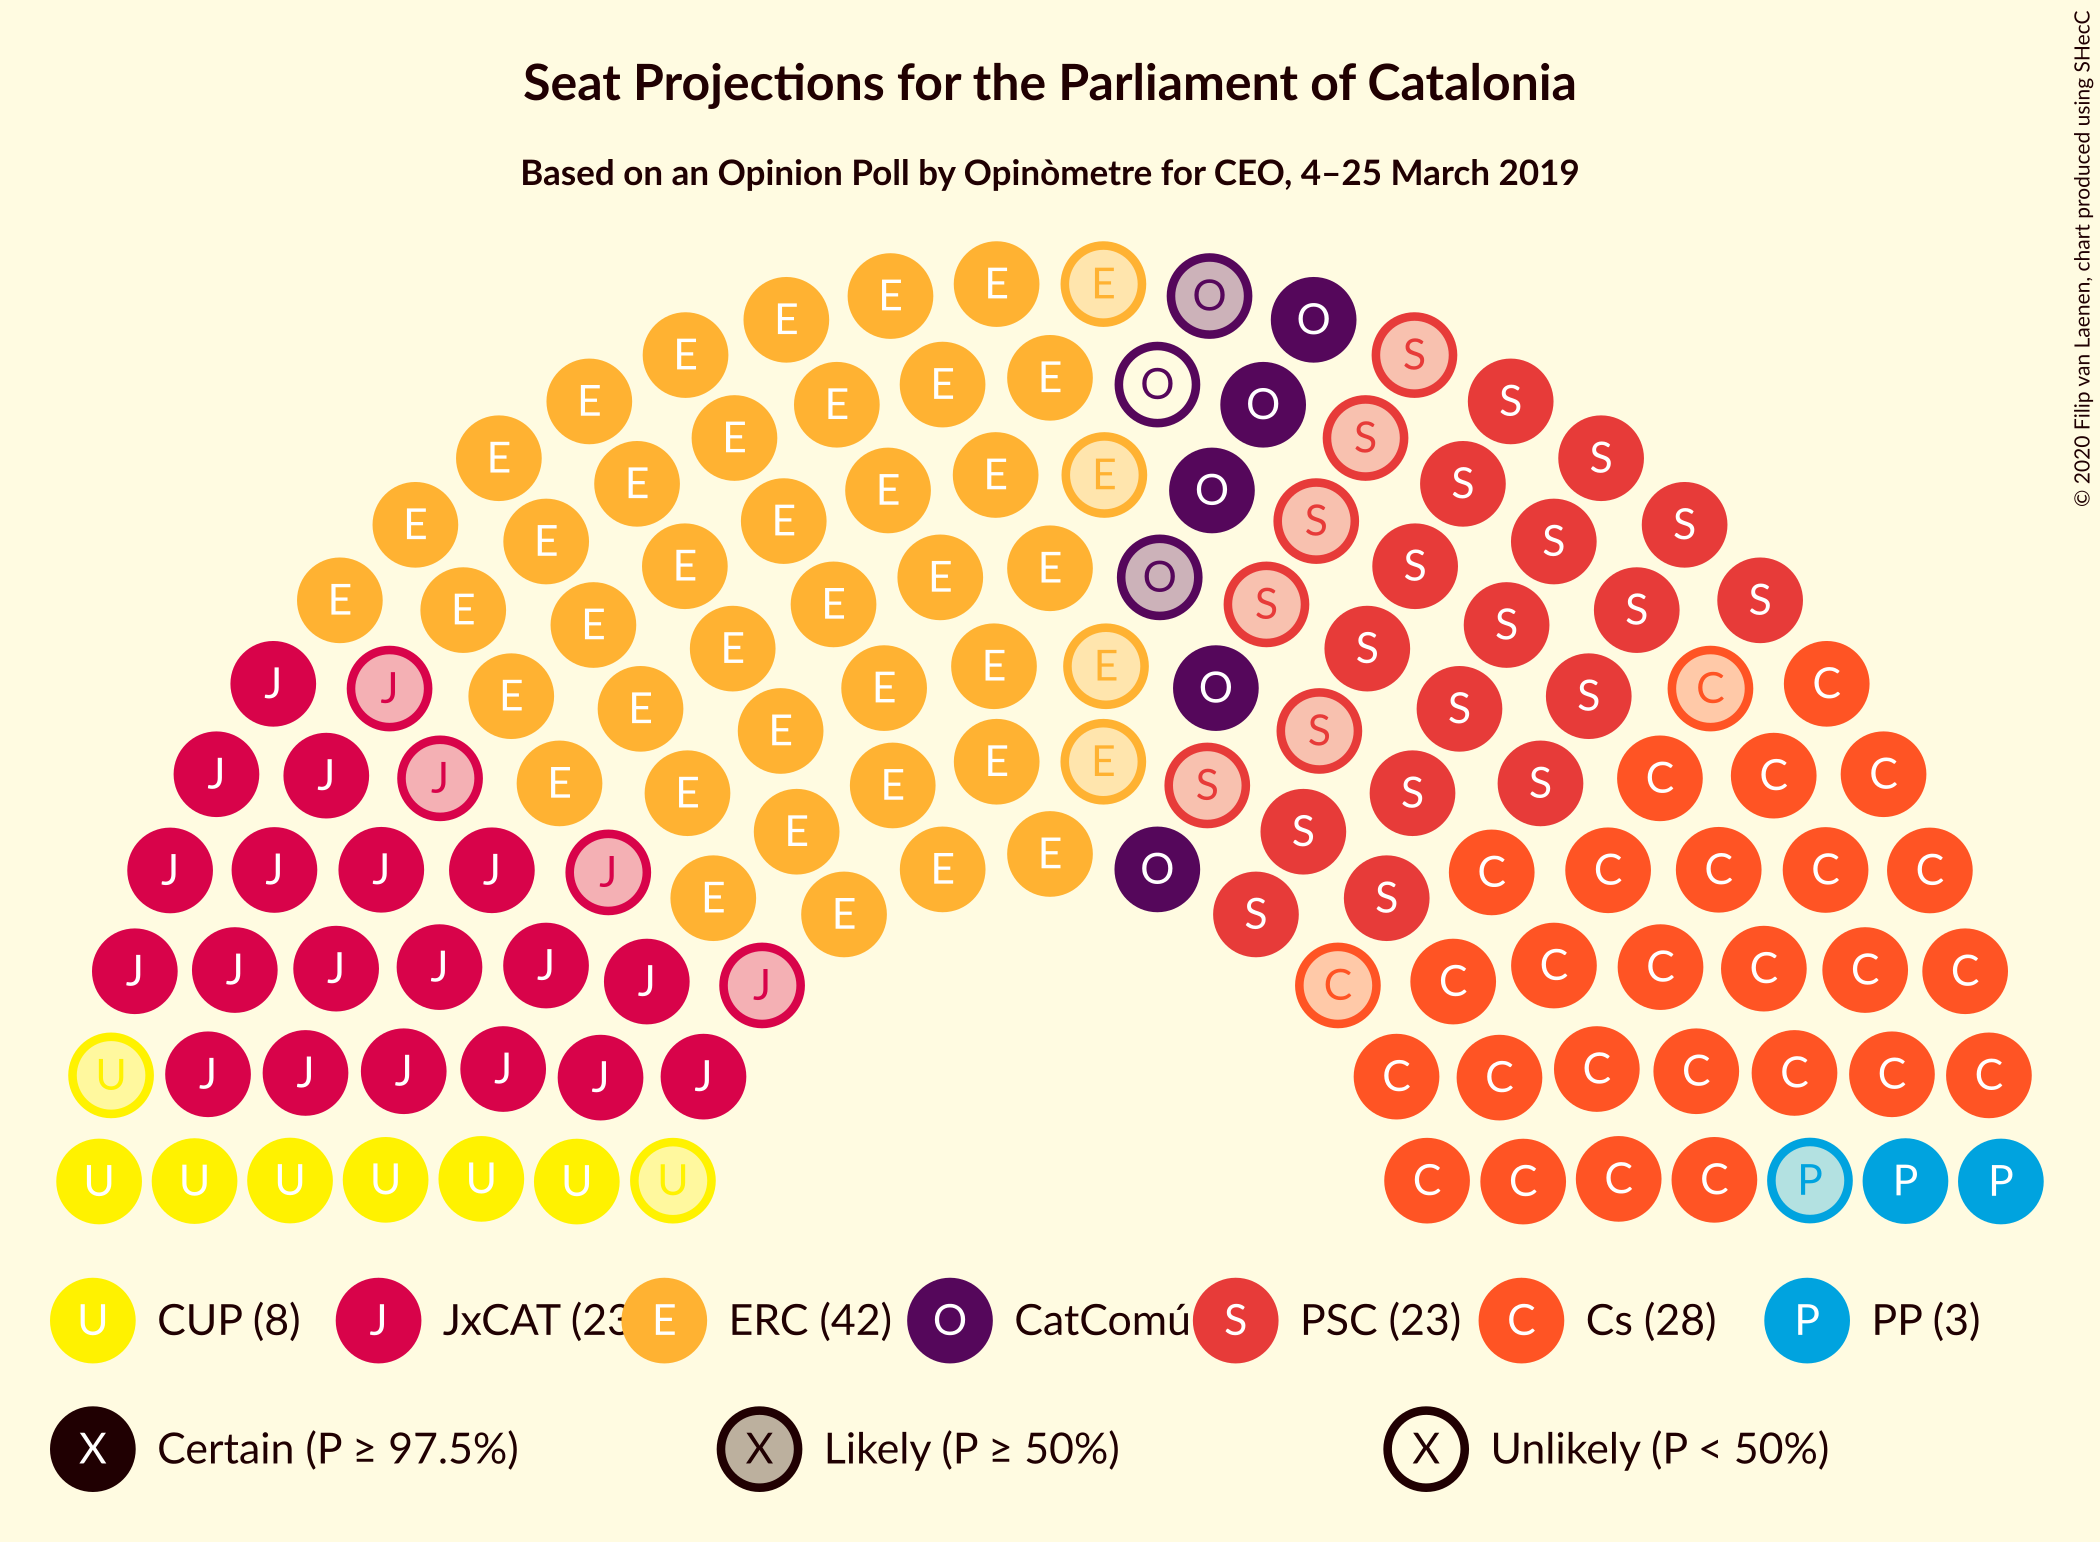 Seat Projections for the Parliament of Catalonia
Based on an Opinion Poll by Opinòmetre for CEO, 4–25 March 2019
© 2020 Filip van Laenen, chart produced using SHecC
E E E E O O
E E E E E O O S S
E E E E E E O S S S
E E E E E E O S S S S
E E E E E S S S S S
J J E E E E E O S S C C
J J J E E E E E E S S S S C C C
J J J J J E E E E E O S S S C C C C C
J J J J J J J C C C C C C C
U J J J J J J C C C C C C C
U U U U U U U C C C C P P P
U CUP (8) J JxCAT (23 E ERC (42) O CatComú S PSC (23) C Cs (28) P PP (3)
X Certain (P ≥ 97.5%) X Likely (P ≥ 50%) X Unlikely (P < 50%)